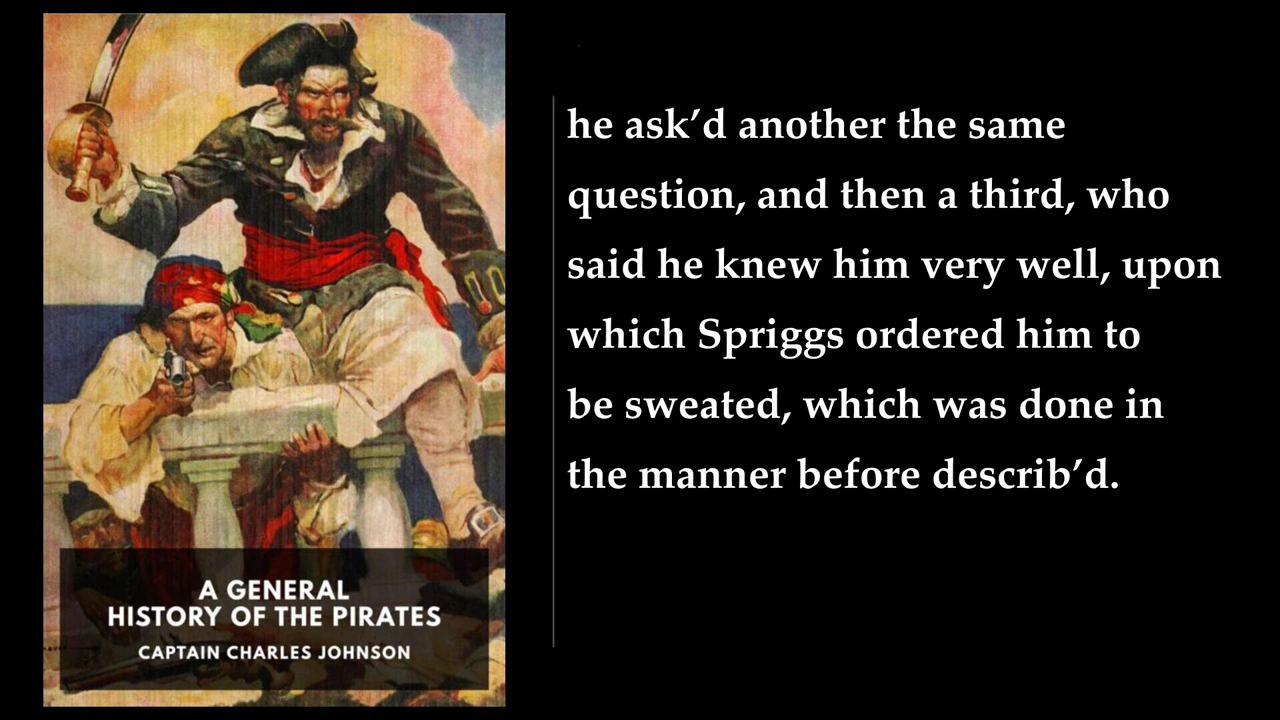 he ask’d another the same
question, and then a third, who
said he knew him very well, upon
which Spriggs ordered him to
be sweated, which was done in
the manner before describ’d.
A GENERAL
HISTORY OF THE PIRATES
CAPTAIN CHARLES JOHNSON